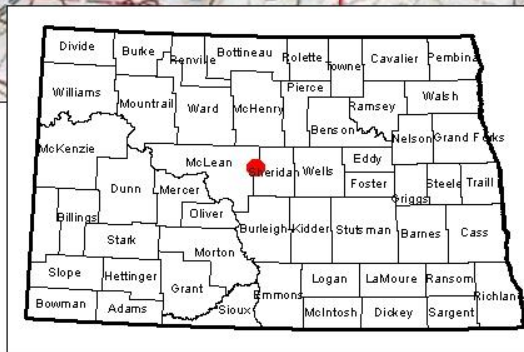 Divide Burke Renville Bottineau Rolette Towner Cavalier Pembina
Williams Mountrail Ward McHenry Pierce Ramsey Walsh
Benson Nelson Grand Forks
McKenzie McLean Sheridan Wells Eddy
Dunn Mercer Foster Griggs Steele Traill
Billings Oliver Burleigh Kidder Stutsman Barnes Cass
Stark Morton
Slope Hettinger Grant Emmons Logan LaMoure Ransom Richland
Bowman Adams Sioux McIntosh Dickey Sargent